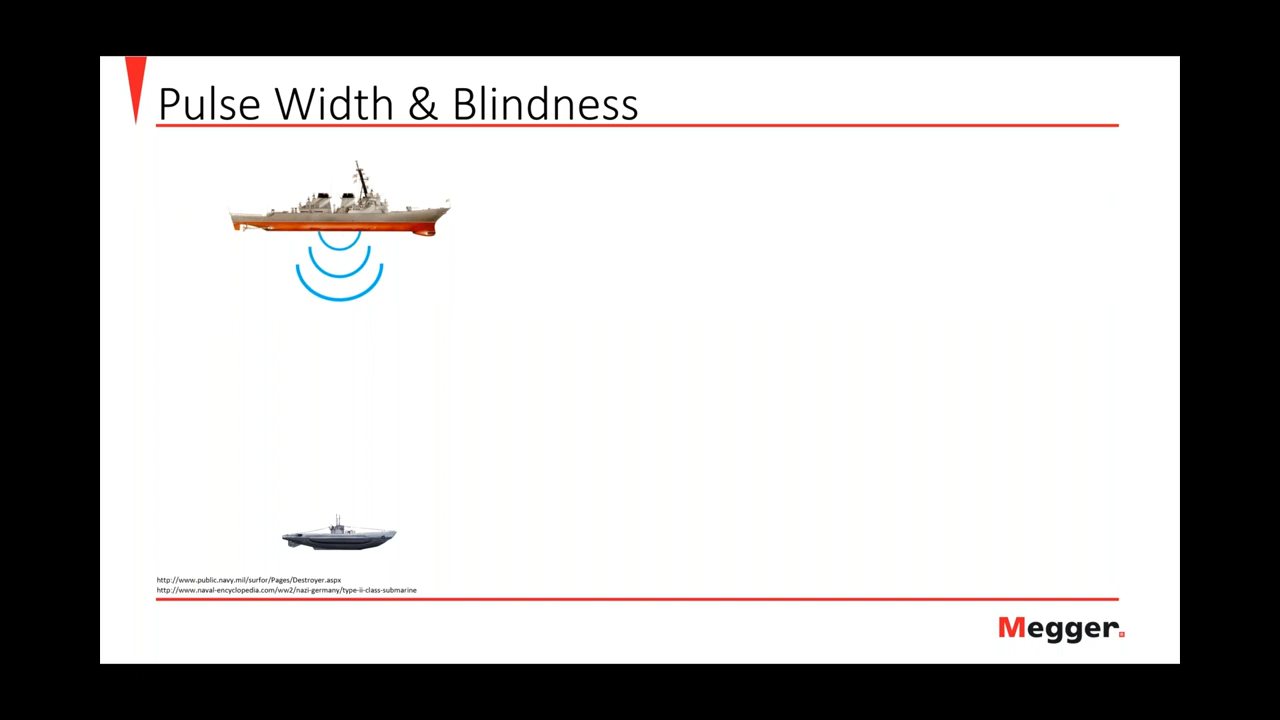 Pulse Width & Blindness
http://www.public.navy.mil/surfor/Pages/Destroyer.aspx
http://www.naval-encyclopedia.com/ww2/nazi-germany/type-ii-class-submarine
Megger.